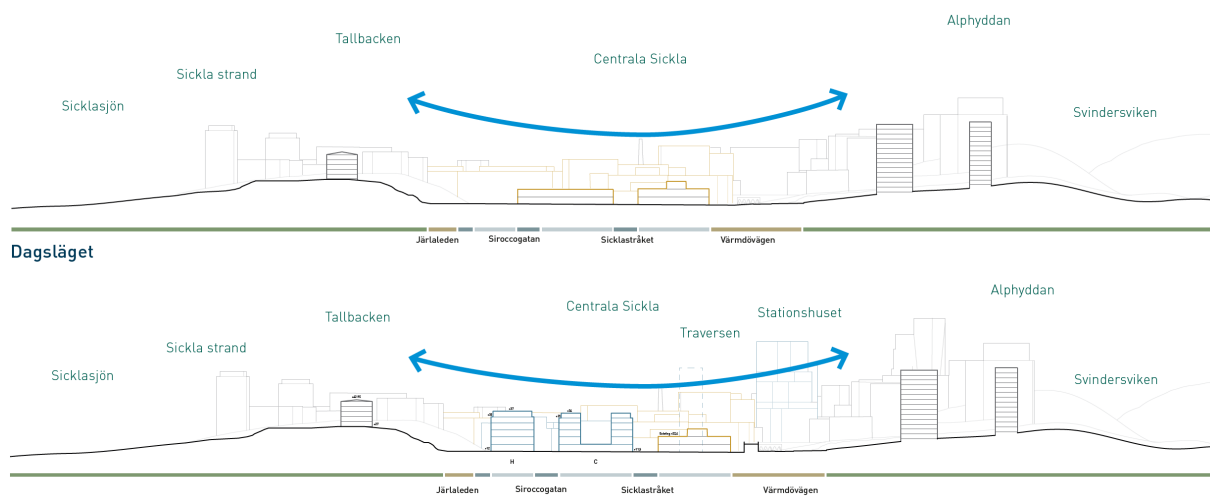 Alphyddan
Tallbacken
Centrala Sickla
Sickla strand
Sicklasjön
Svindersviken
Järlaleden
Siroccogatan
Sicklastråket
Värmdövägen
Dagsläget
Alphyddan
Centrala Sickla
Stationshuset
Tallbacken
Traversen
Sickla strand
Sicklasjön
Svindersviken
H
C
Järlaleden
Siroccogatan
Sicklastråket
Värmdövägen